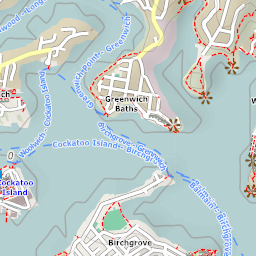 Greenwich Point - Greenwich
Greenwich
Baths
Birchgrove - Greenwich
Cockatoo Island - Birchgrove
Woolwich - Cockatoo Island
Cockatoo
Island
Balmain - Birchgrove
Birchgrove
W